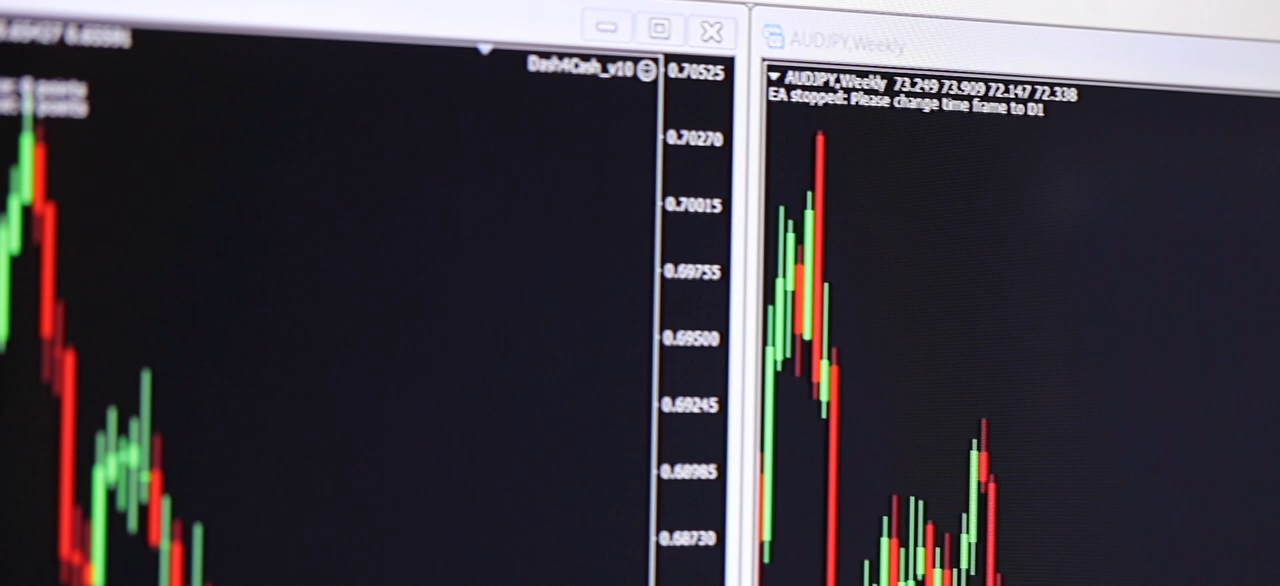 Dash4Cash_v10
0.70525
0.70270
0.70015
0.69755
0.69500
0.69245
0.68985
0.68730
AUDJPY,Weekly
AUDJPY,Weekly 73.249 73.909 72.147 72.338
EA stopped: Please change time frame to D1